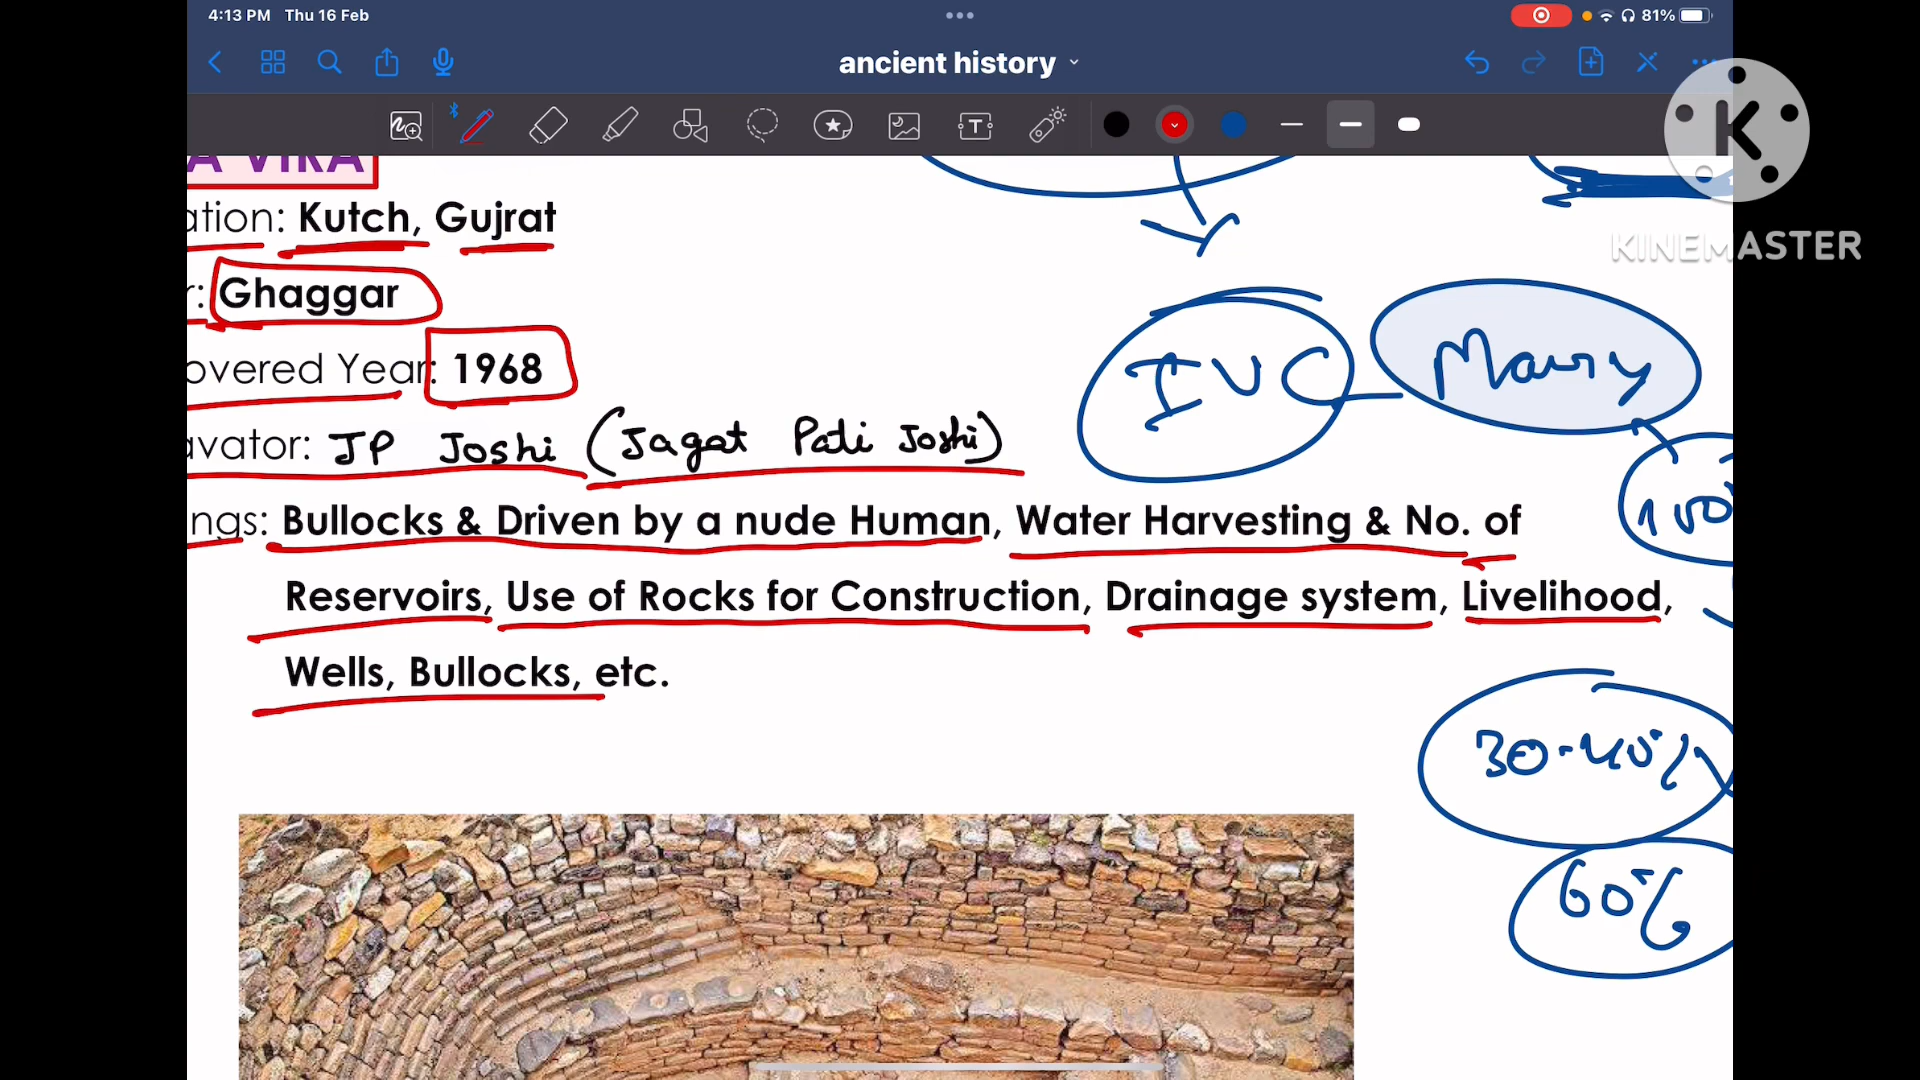 4:13 PM Thu 16 Feb
81%
ancient history
A VIRA
ation: Kutch, Gujrat
r: Ghaggar
overed Year: 1968
avator: JP Joshi (Jagat Pati Joshi)
ngs: Bullocks & Driven by a nude Human, Water Harvesting & No. of
Reservoirs, Use of Rocks for Construction, Drainage system, Livelihood,
Wells, Bullocks, etc.
IVC
30-40%
60%
K
KINEMASTER